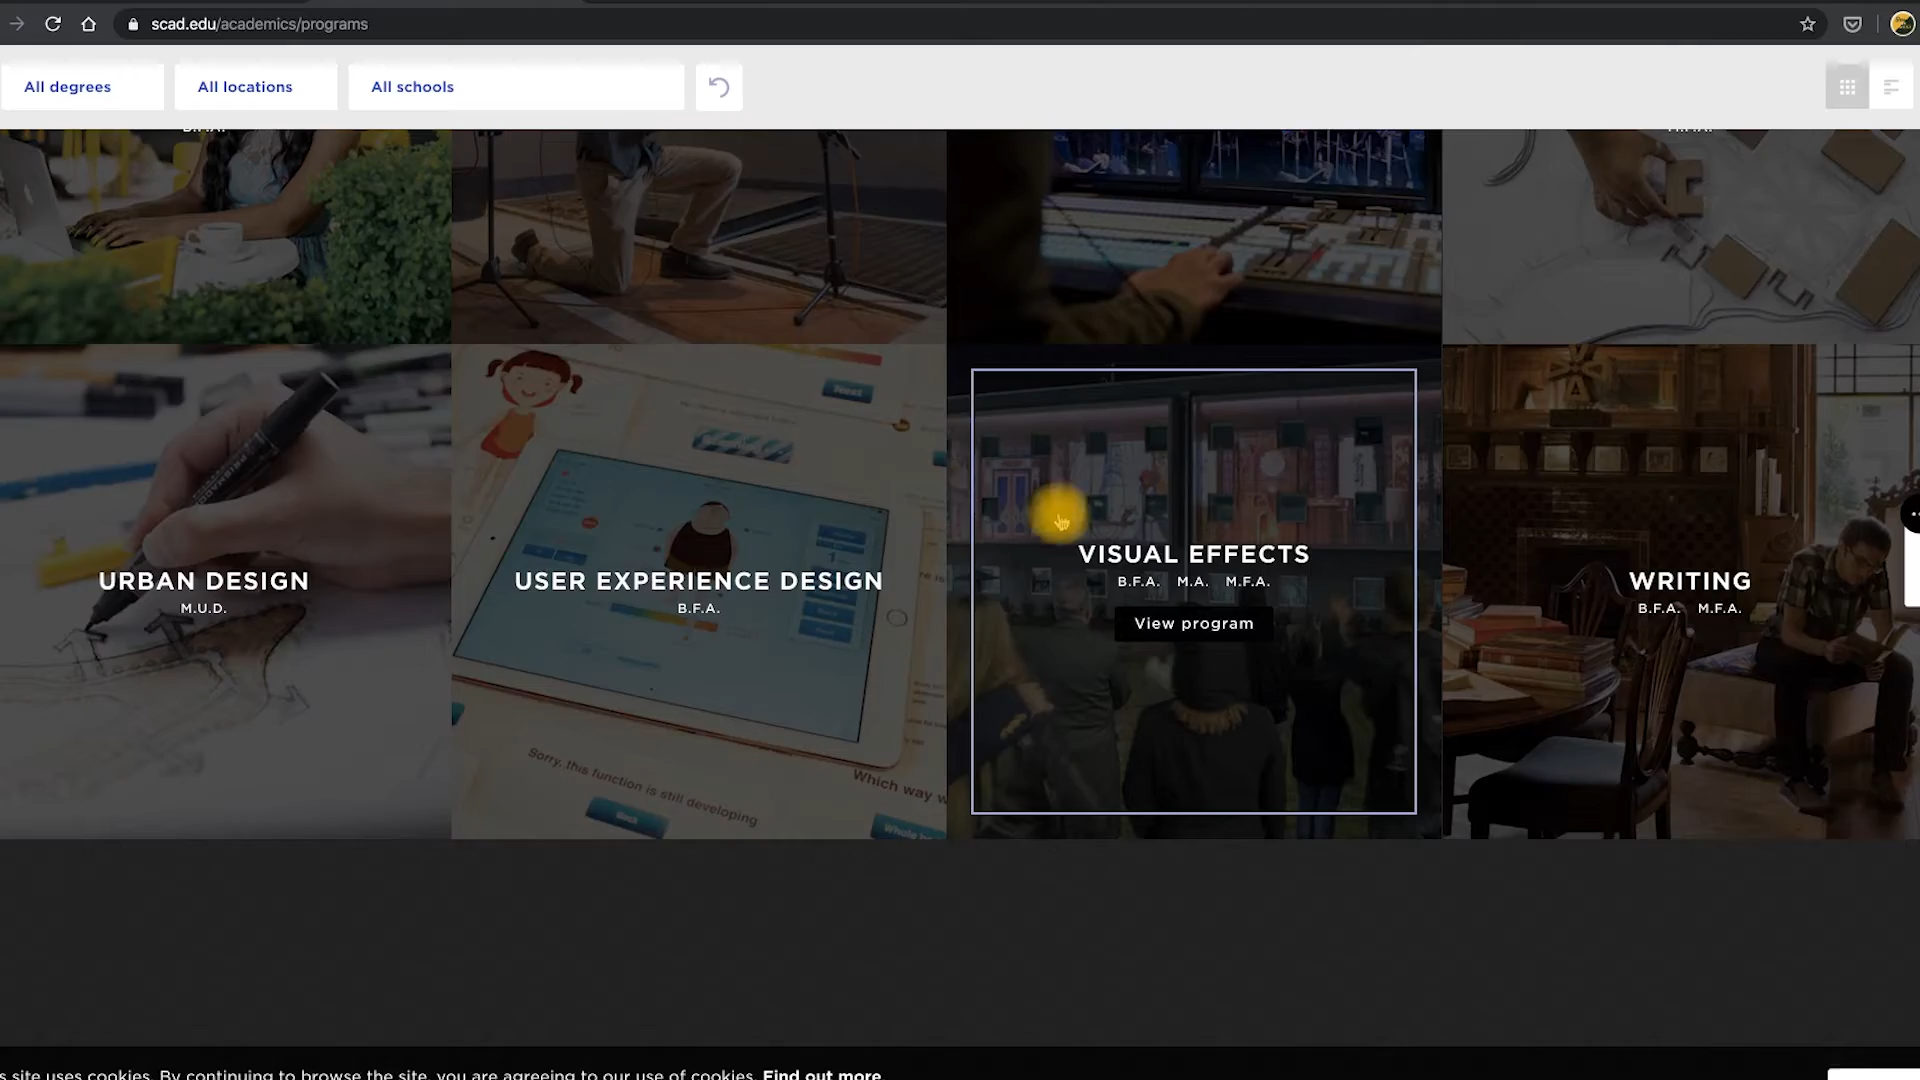 scad.edu/academics/programs
All degrees
All locations
All schools
B.F.A.
URBAN DESIGN
M.U.D.
USER EXPERIENCE DESIGN
B.F.A.
VISUAL EFFECTS
B.F.A. M.A. M.F.A.
View program
WRITING
B.F.A. M.F.A.
Next
Sorry, this function is still developing
Back
Which way w
s site uses cookies. By continuing to browse the site, you are agreeing to our use of cookies. Find out more.